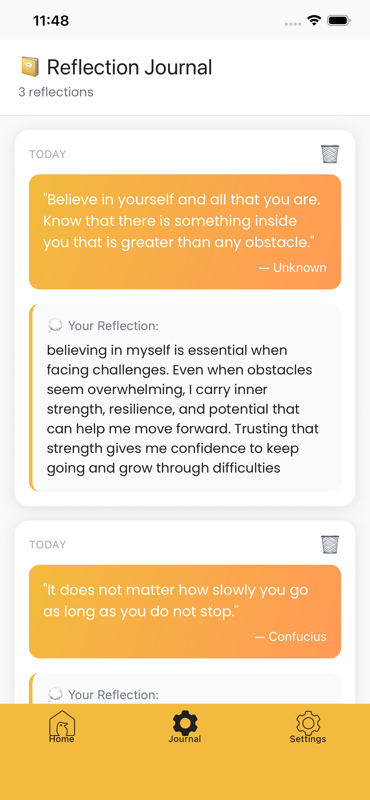 11:48
Reflection Journal
3 reflections
TODAY
"Believe in yourself and all that you are.
Know that there is something inside
you that is greater than any obstacle."
— Unknown
Your Reflection:
believing in myself is essential when
facing challenges. Even when obstacles
seem overwhelming, I carry inner
strength, resilience, and potential that
can help me move forward. Trusting that
strength gives me confidence to keep
going and grow through difficulties
TODAY
"It does not matter how slowly you go
as long as you do not stop."
— Confucius
Your Reflection:
Home
Journal
Settings